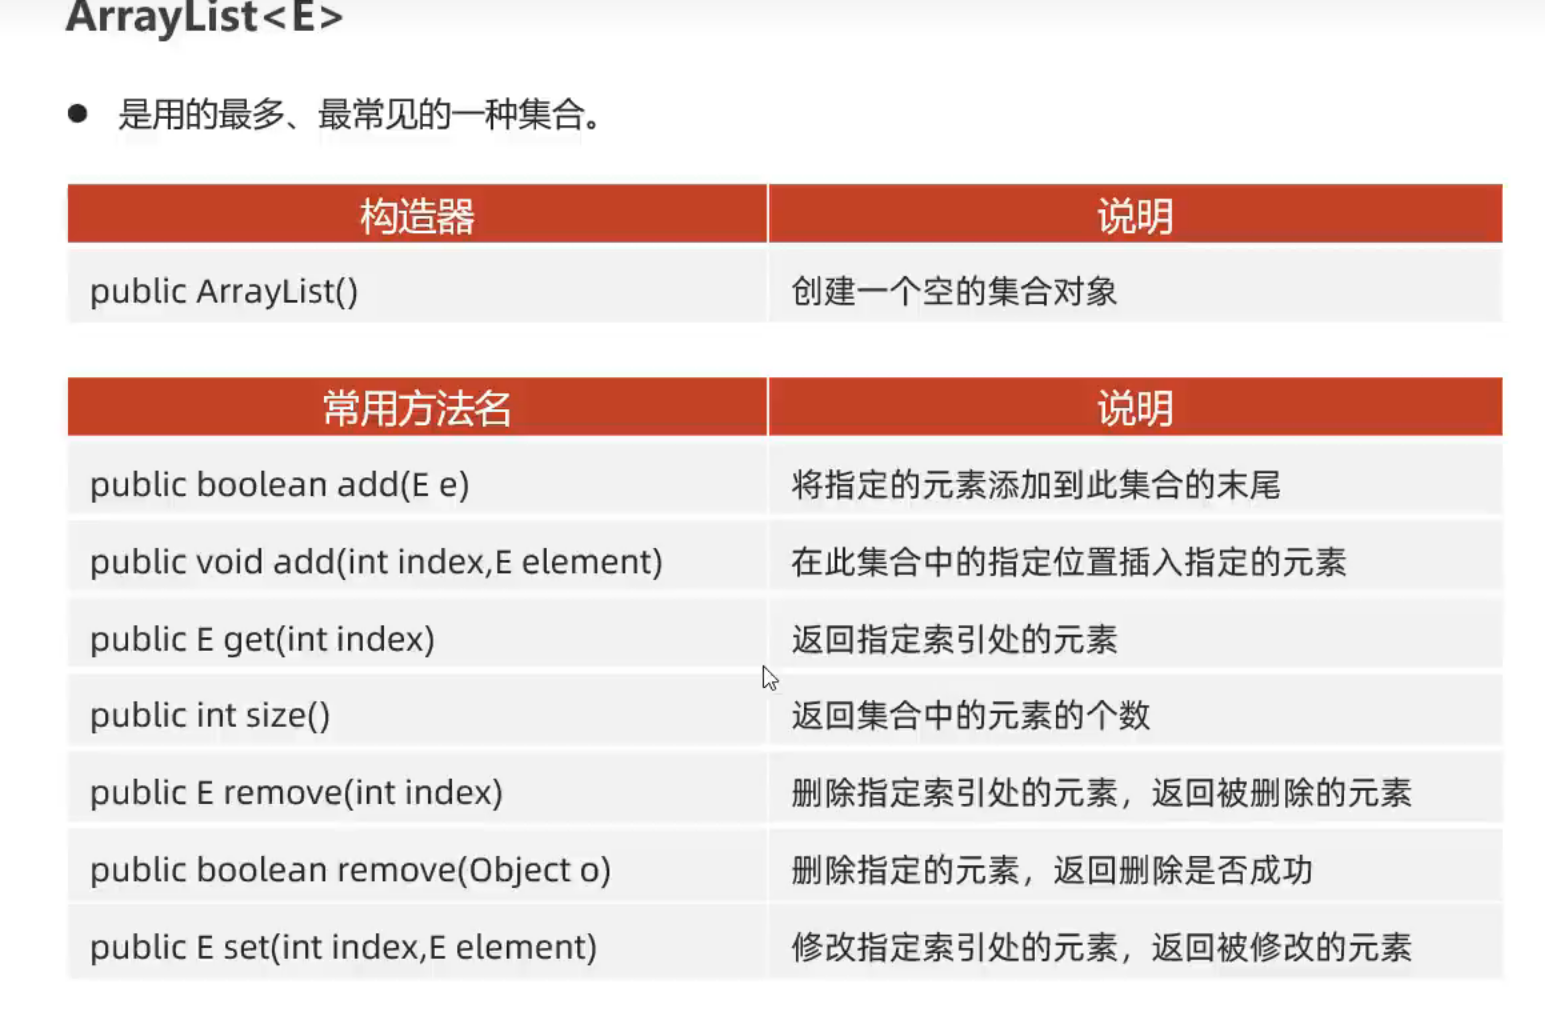 ArrayList<E>
● 是用的最多、最常见的一种集合。
构造器 说明
public ArrayList() 创建一个空的集合对象
常用方法名 说明
public boolean add(E e) 将指定的元素添加到此集合的末尾
public void add(int index,E element) 在此集合中的指定位置插入指定的元素
public E get(int index) 返回指定索引处的元素
public int size() 返回集合中的元素的个数
public E remove(int index) 删除指定索引处的元素，返回被删除的元素
public boolean remove(Object o) 删除指定的元素，返回删除是否成功
public E set(int index,E element) 修改指定索引处的元素，返回被修改的元素